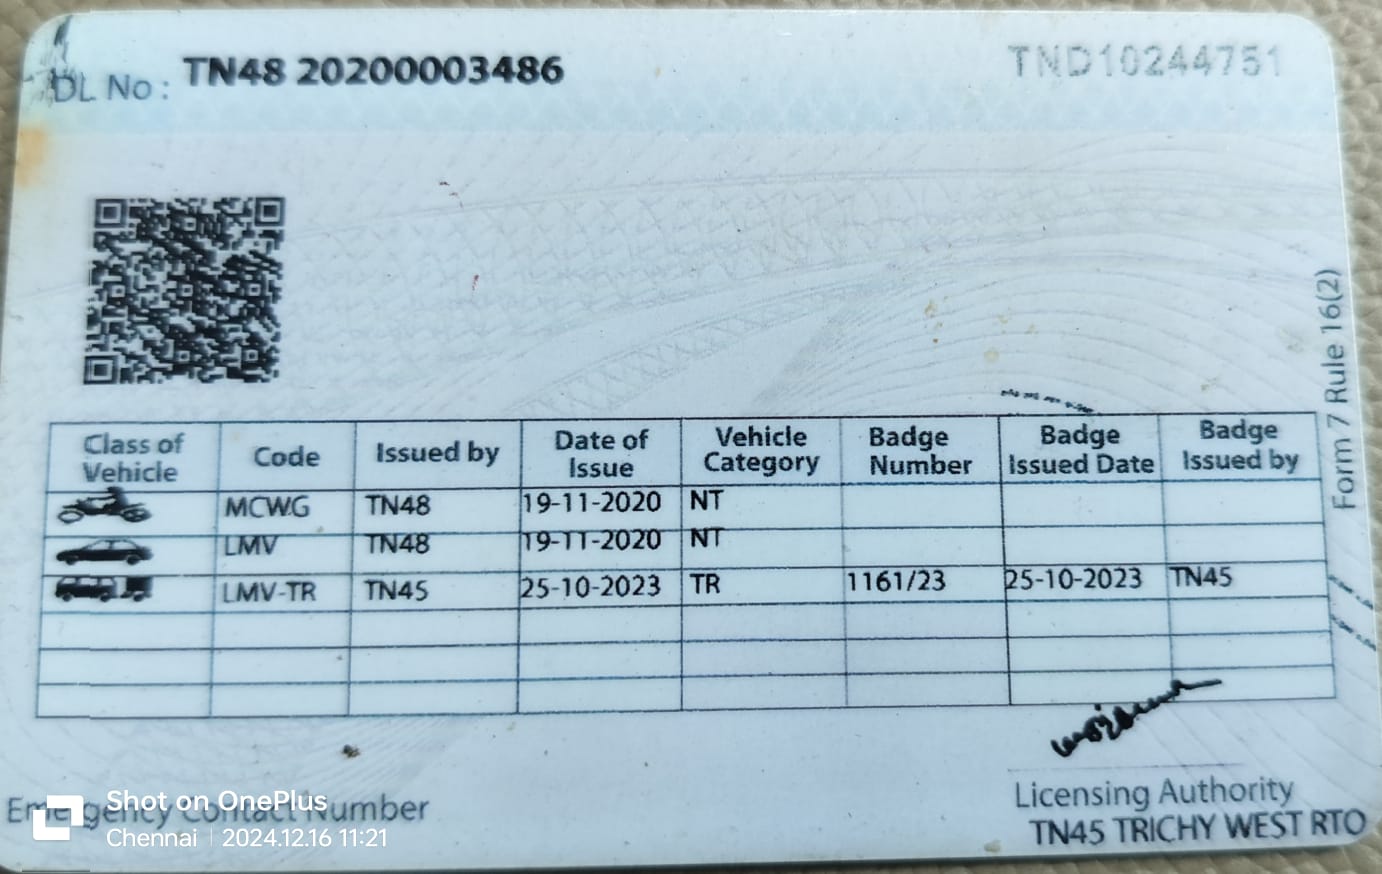 DL No : TN48 20200003486
TND10244751
Form 7 Rule 16(2)
Class of Vehicle Code Issued by Date of Issue Vehicle Category Badge Number Badge Issued Date Badge Issued by
MCWG TN48 19-11-2020 NT
LMV TN48 19-11-2020 NT
LMV-TR TN45 25-10-2023 TR 1161/23 25-10-2023 TN45
Emergency Contact Number
Licensing Authority
TN45 TRICHY WEST RTO
Shot on OnePlus
Chennai | 2024.12.16 11:21